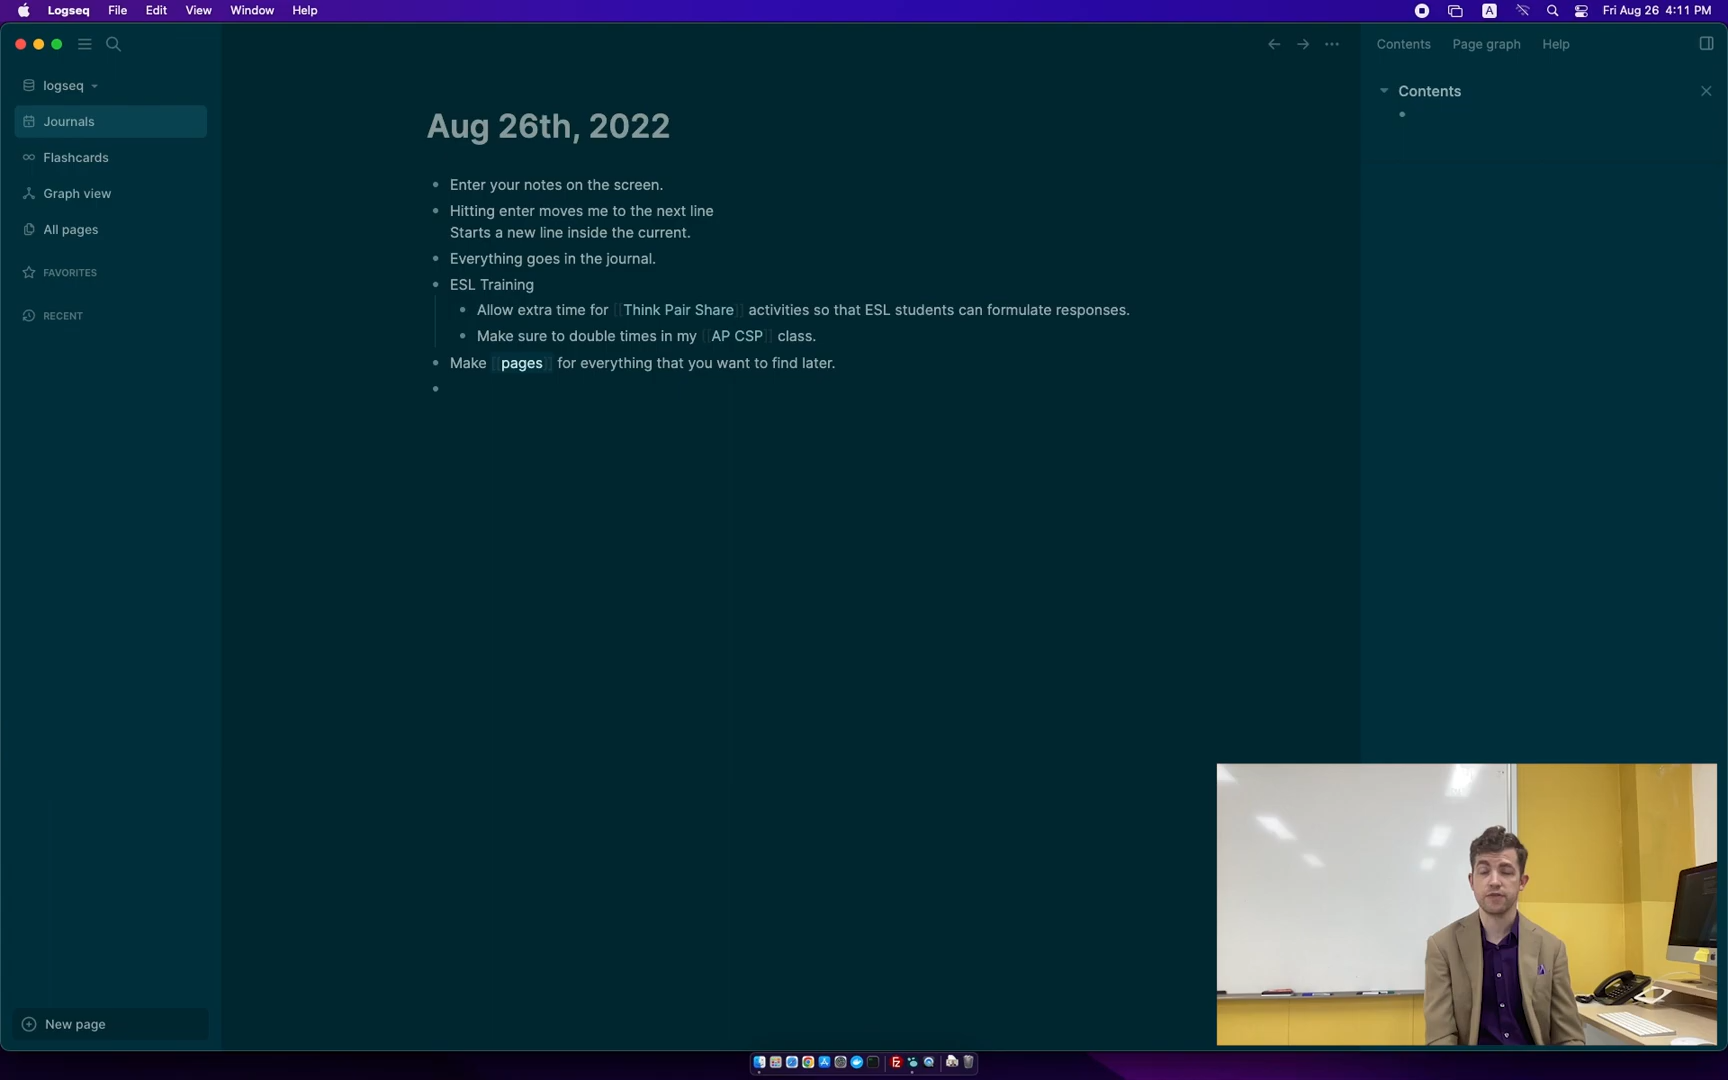 Logseq File Edit View Window Help
A Fri Aug 26 4:11 PM
logseq
Journals
Flashcards
Graph view
All pages
FAVORITES
RECENT
New page
Aug 26th, 2022
Enter your notes on the screen.
Hitting enter moves me to the next line
Starts a new line inside the current.
Everything goes in the journal.
ESL Training
Allow extra time for [[Think Pair Share]] activities so that ESL students can formulate responses.
Make sure to double times in my [[AP CSP]] class.
Make [[pages]] for everything that you want to find later.
Contents Page graph Help
Contents